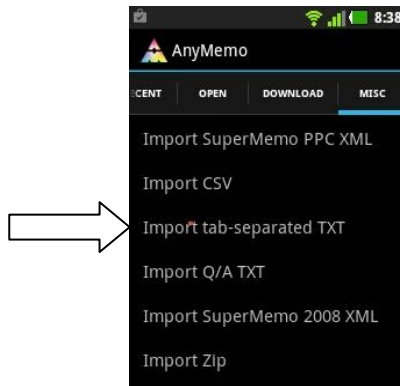 8:38
AnyMemo
CENT OPEN DOWNLOAD MISC
Import SuperMemo PPC XML
Import CSV
Import tab-separated TXT
Import Q/A TXT
Import SuperMemo 2008 XML
Import Zip